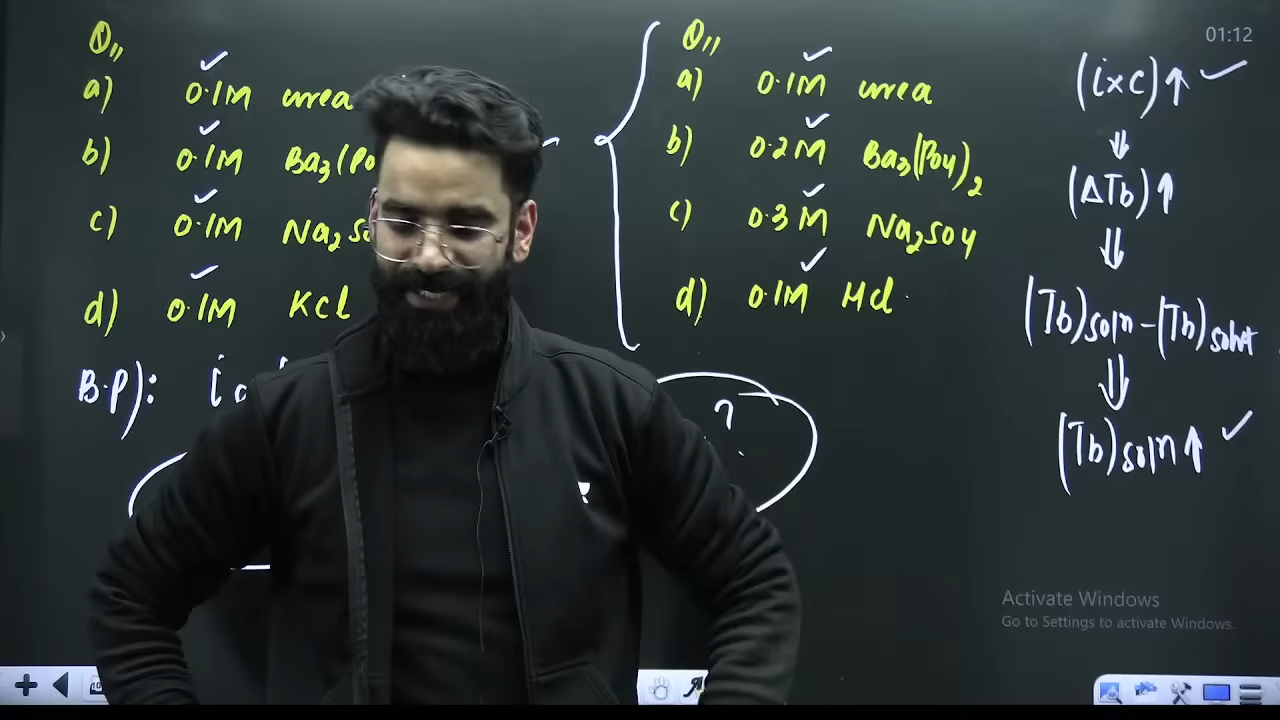 Q,,
a) 0.1M urea
b) 0.1M Ba3(Po
c) 0.1M Na2so
d) 0.1M KCl
B.P): i
Q,,
a) 0.1M urea
b) 0.2M Ba3(Po4)2
c) 0.3M Na2so4
d) 0.1M HCl
?
01:12
(i×c)↑
⇓
(ΔTb)↑
⇓
(Tb)soln-(Tb)solvt
⇓
(Tb)soln↑
Activate Windows
Go to Settings to activate Windows.